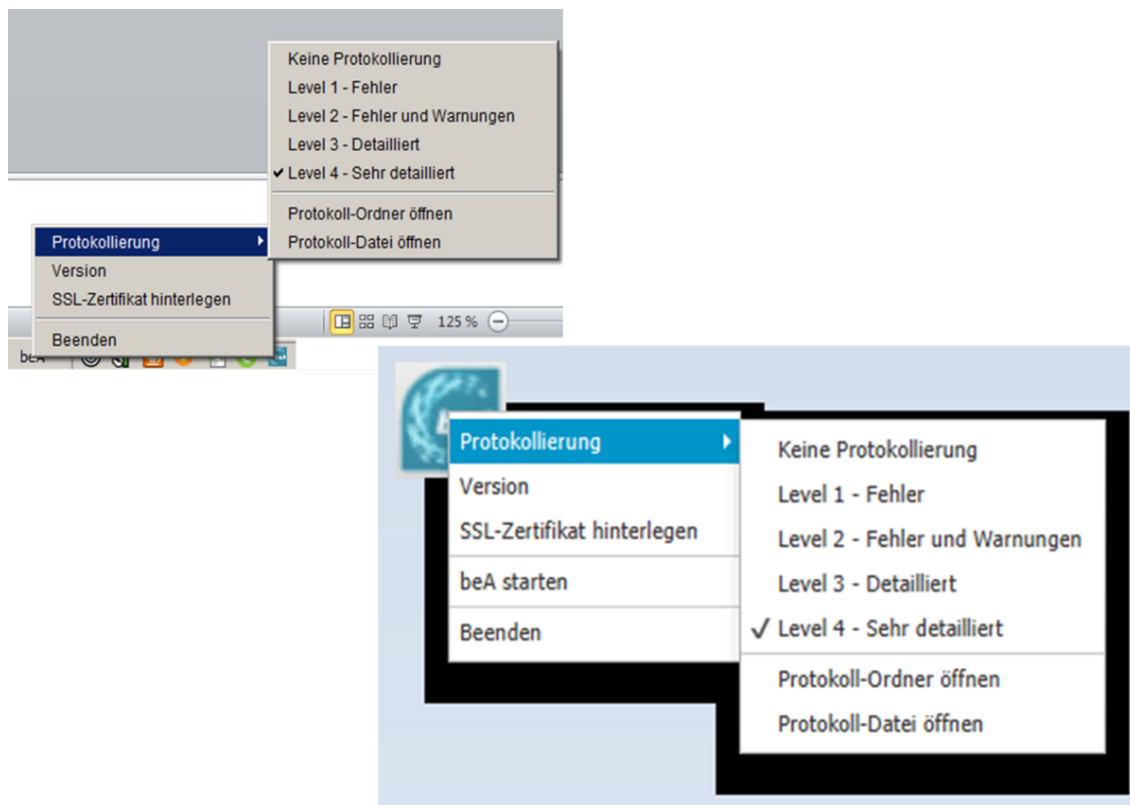 Keine Protokollierung
Level 1 - Fehler
Level 2 - Fehler und Warnungen
Level 3 - Detailliert
Level 4 - Sehr detailliert
Protokoll-Ordner öffnen
Protokoll-Datei öffnen
Protokollierung
Version
SSL-Zertifikat hinterlegen
Beenden
125 %
Protokollierung
Version
SSL-Zertifikat hinterlegen
beA starten
Beenden
Keine Protokollierung
Level 1 - Fehler
Level 2 - Fehler und Warnungen
Level 3 - Detailliert
Level 4 - Sehr detailliert
Protokoll-Ordner öffnen
Protokoll-Datei öffnen